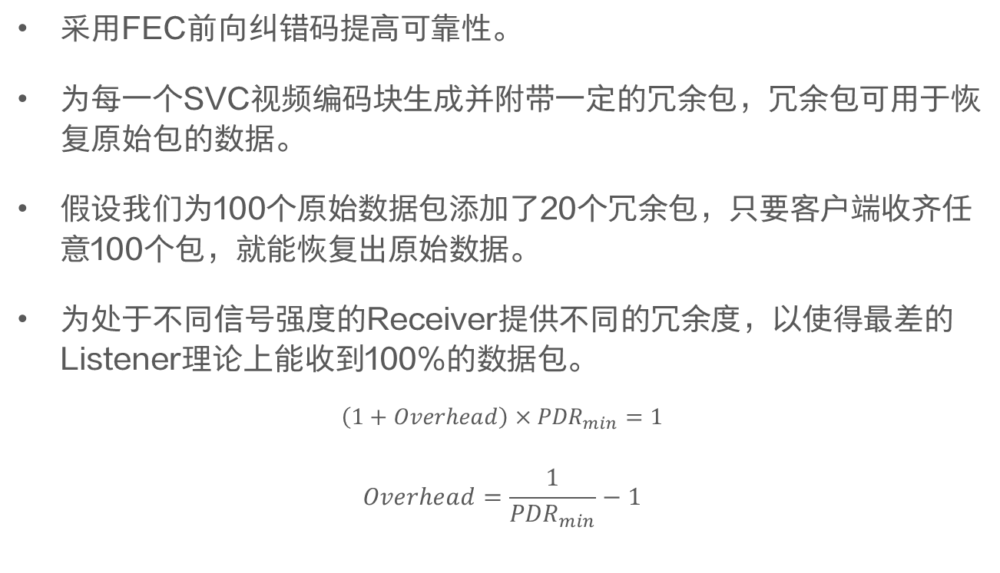 • 采用FEC前向纠错码提高可靠性。
• 为每一个SVC视频编码块生成并附带一定的冗余包，冗余包可用于恢
复原始包的数据。
• 假设我们为100个原始数据包添加了20个冗余包，只要客户端收齐任
意100个包，就能恢复出原始数据。
• 为处于不同信号强度的Receiver提供不同的冗余度，以使得最差的
Listener理论上能收到100%的数据包。
(1 + Overhead) × PDR_min = 1
Overhead = 1/PDR_min − 1